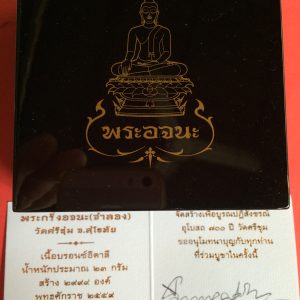 พระอจนะ
พระกริ่งอจนะ(จำลอง)
วัดศรีชุม จ.สุโขทัย
เนื้อบรอนซ์อิตาลี
น้ำหนักประมาณ ๒๓ กรัม
สร้าง ๒๙๙๙ องค์
พุทธศักราช ๒๕๕๙
จัดสร้างเพื่อบูรณปฏิสังขรณ์
อุโบสถ ๗๐๐ ปี วัดศรีชุม
ขออนุโมทนาบุญกับทุกท่าน
ที่ร่วมบูชาในครั้งนี้